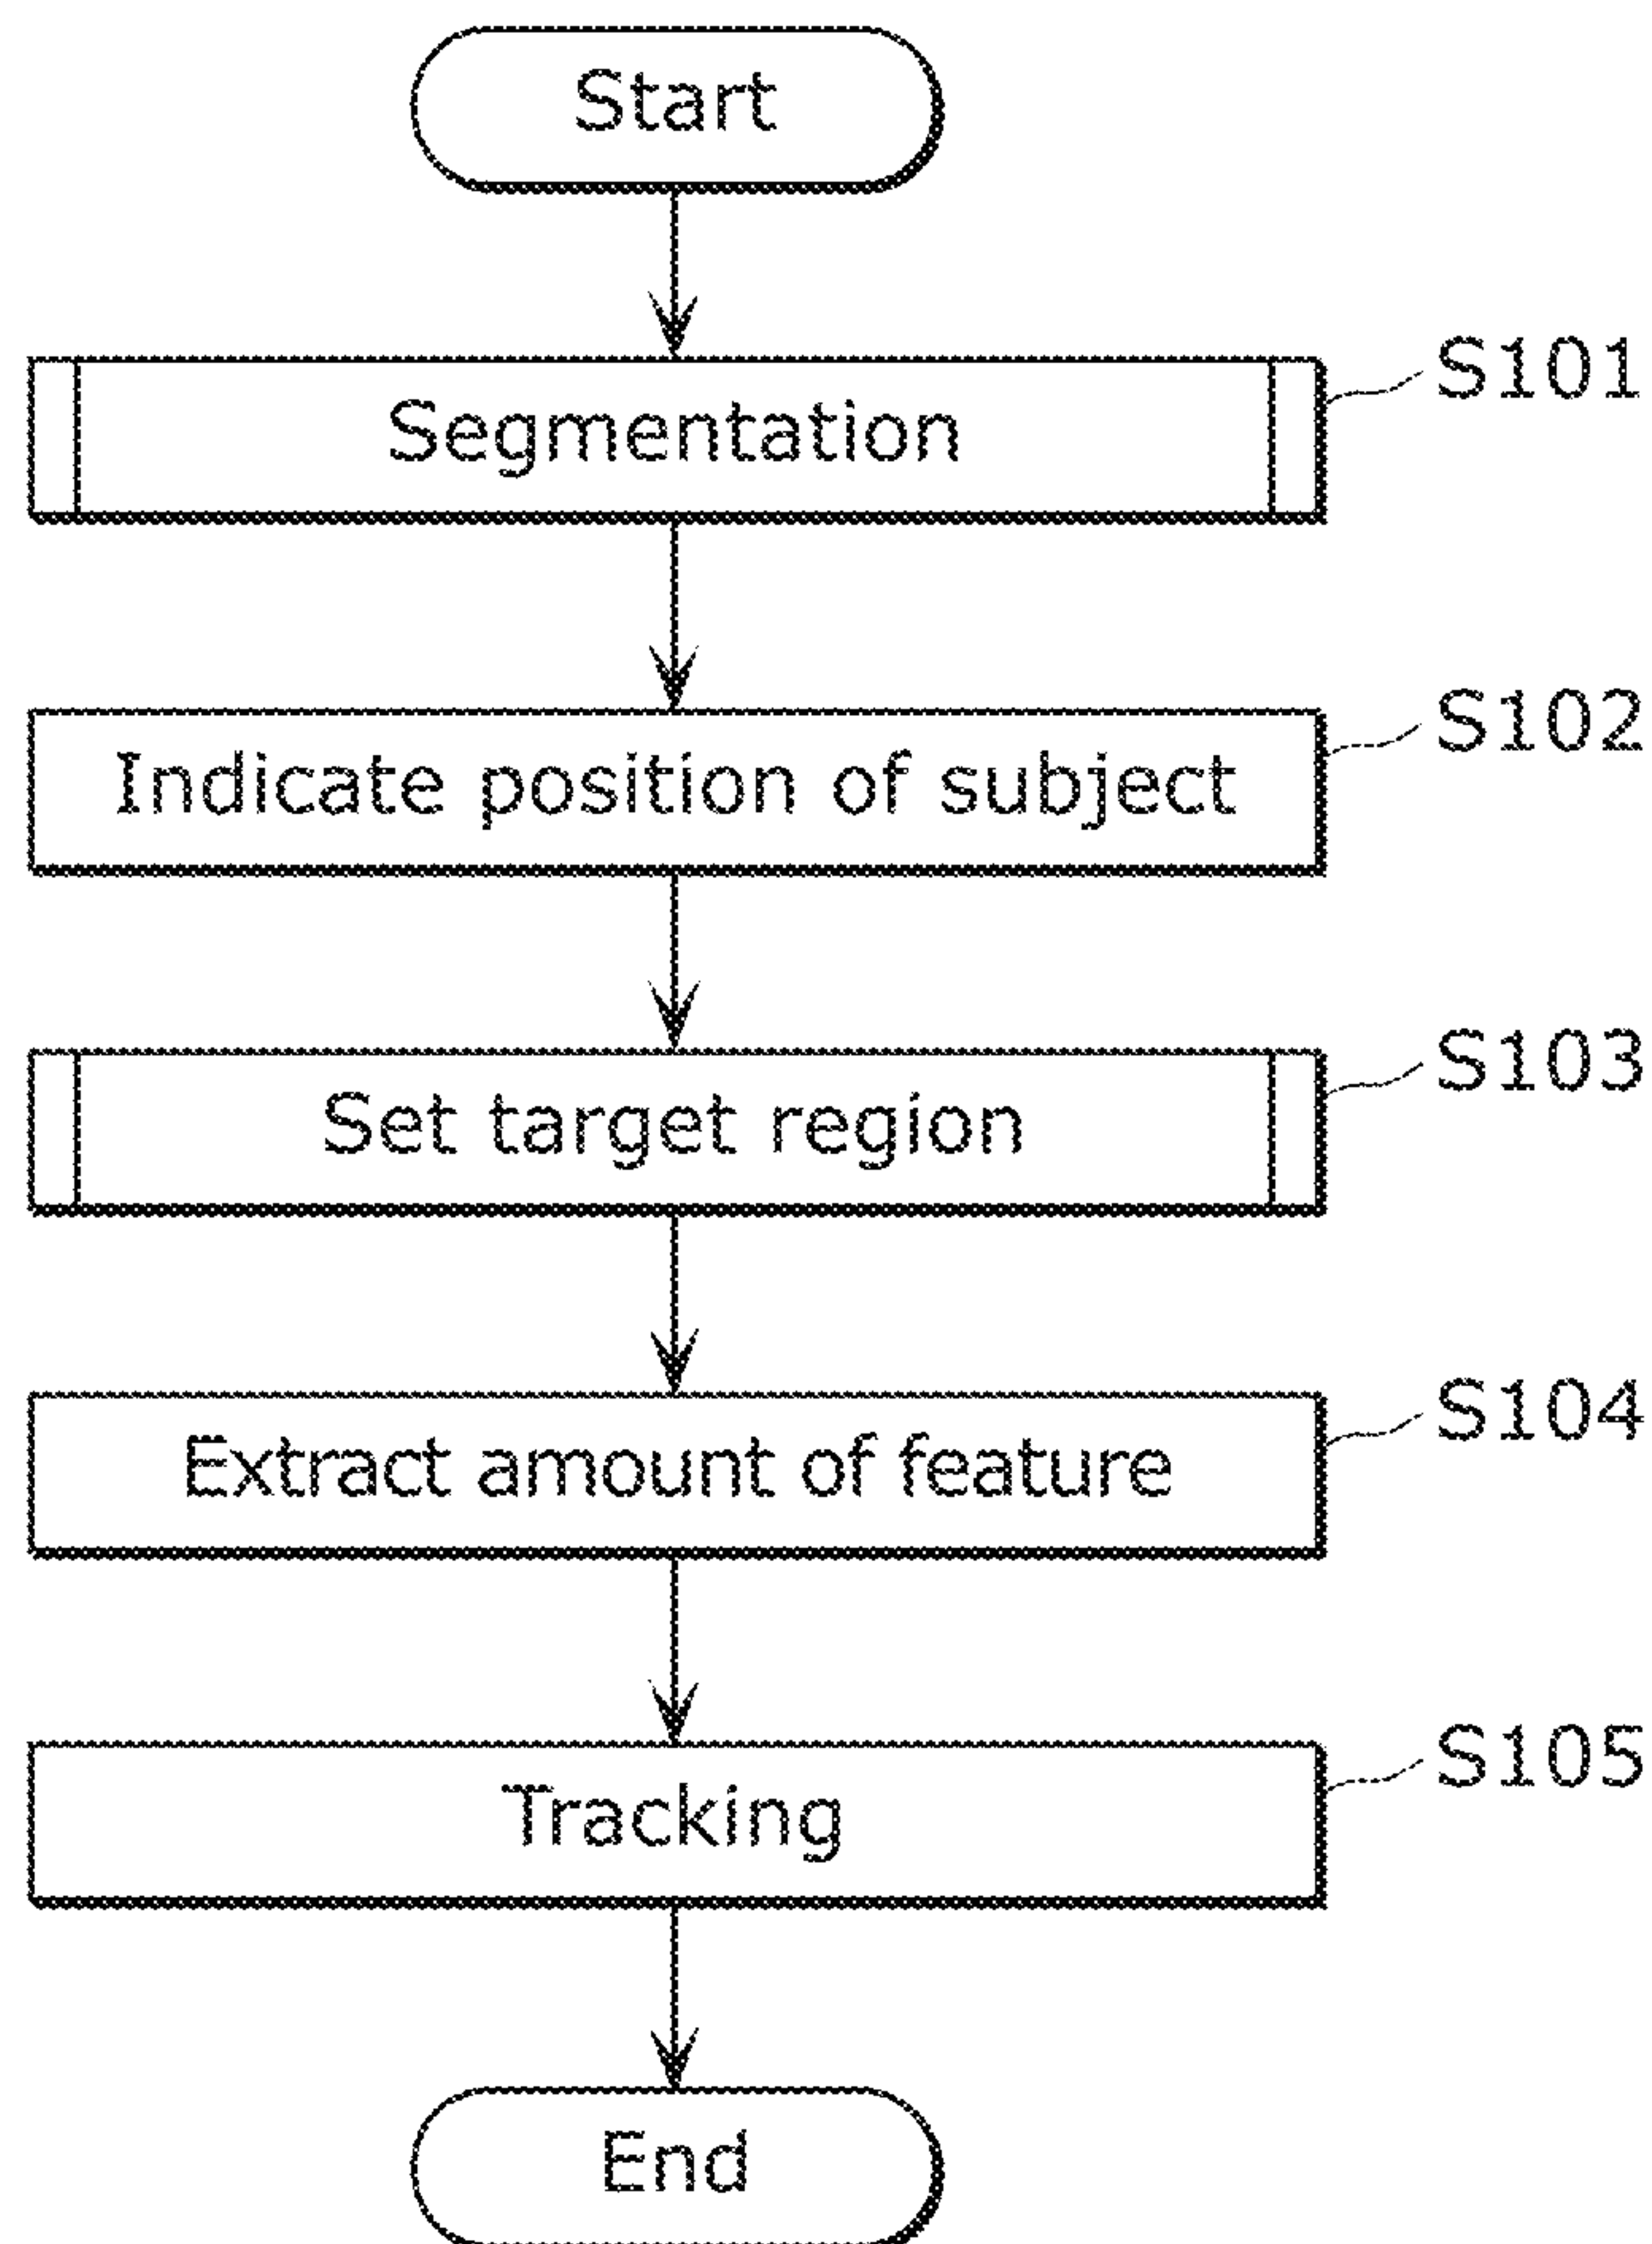 Start
Segmentation
S101
Indicate position of subject
S102
Set target region
S103
Extract amount of feature
S104
Tracking
S105
End